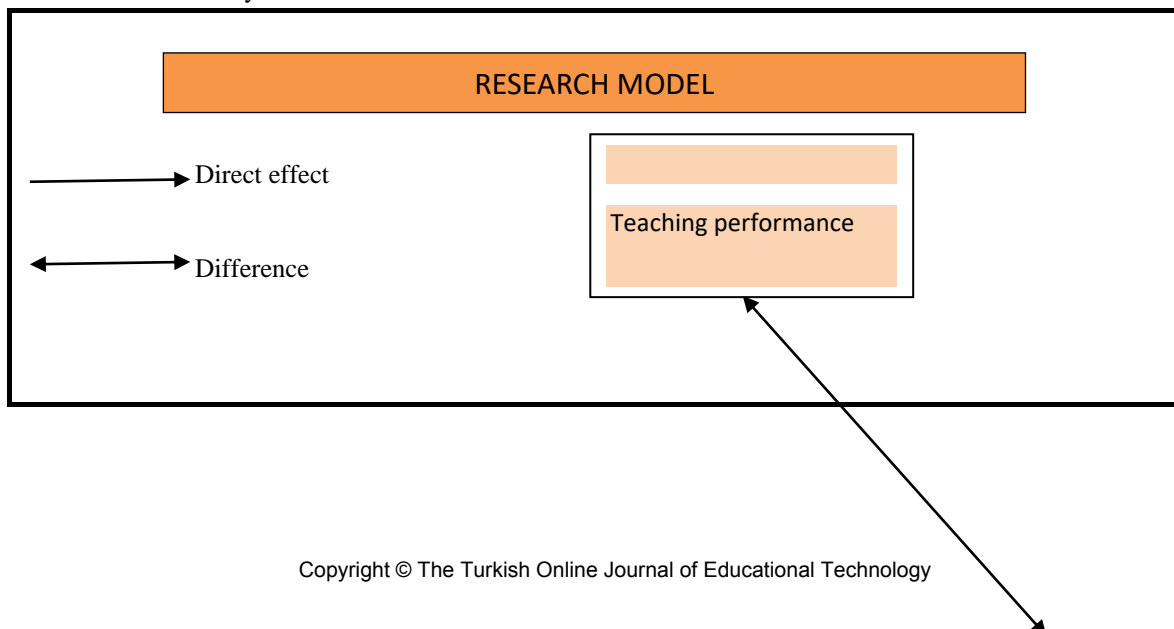 RESEARCH MODEL
Direct effect
Teaching performance
Difference
Copyright © The Turkish Online Journal of Educational Technology